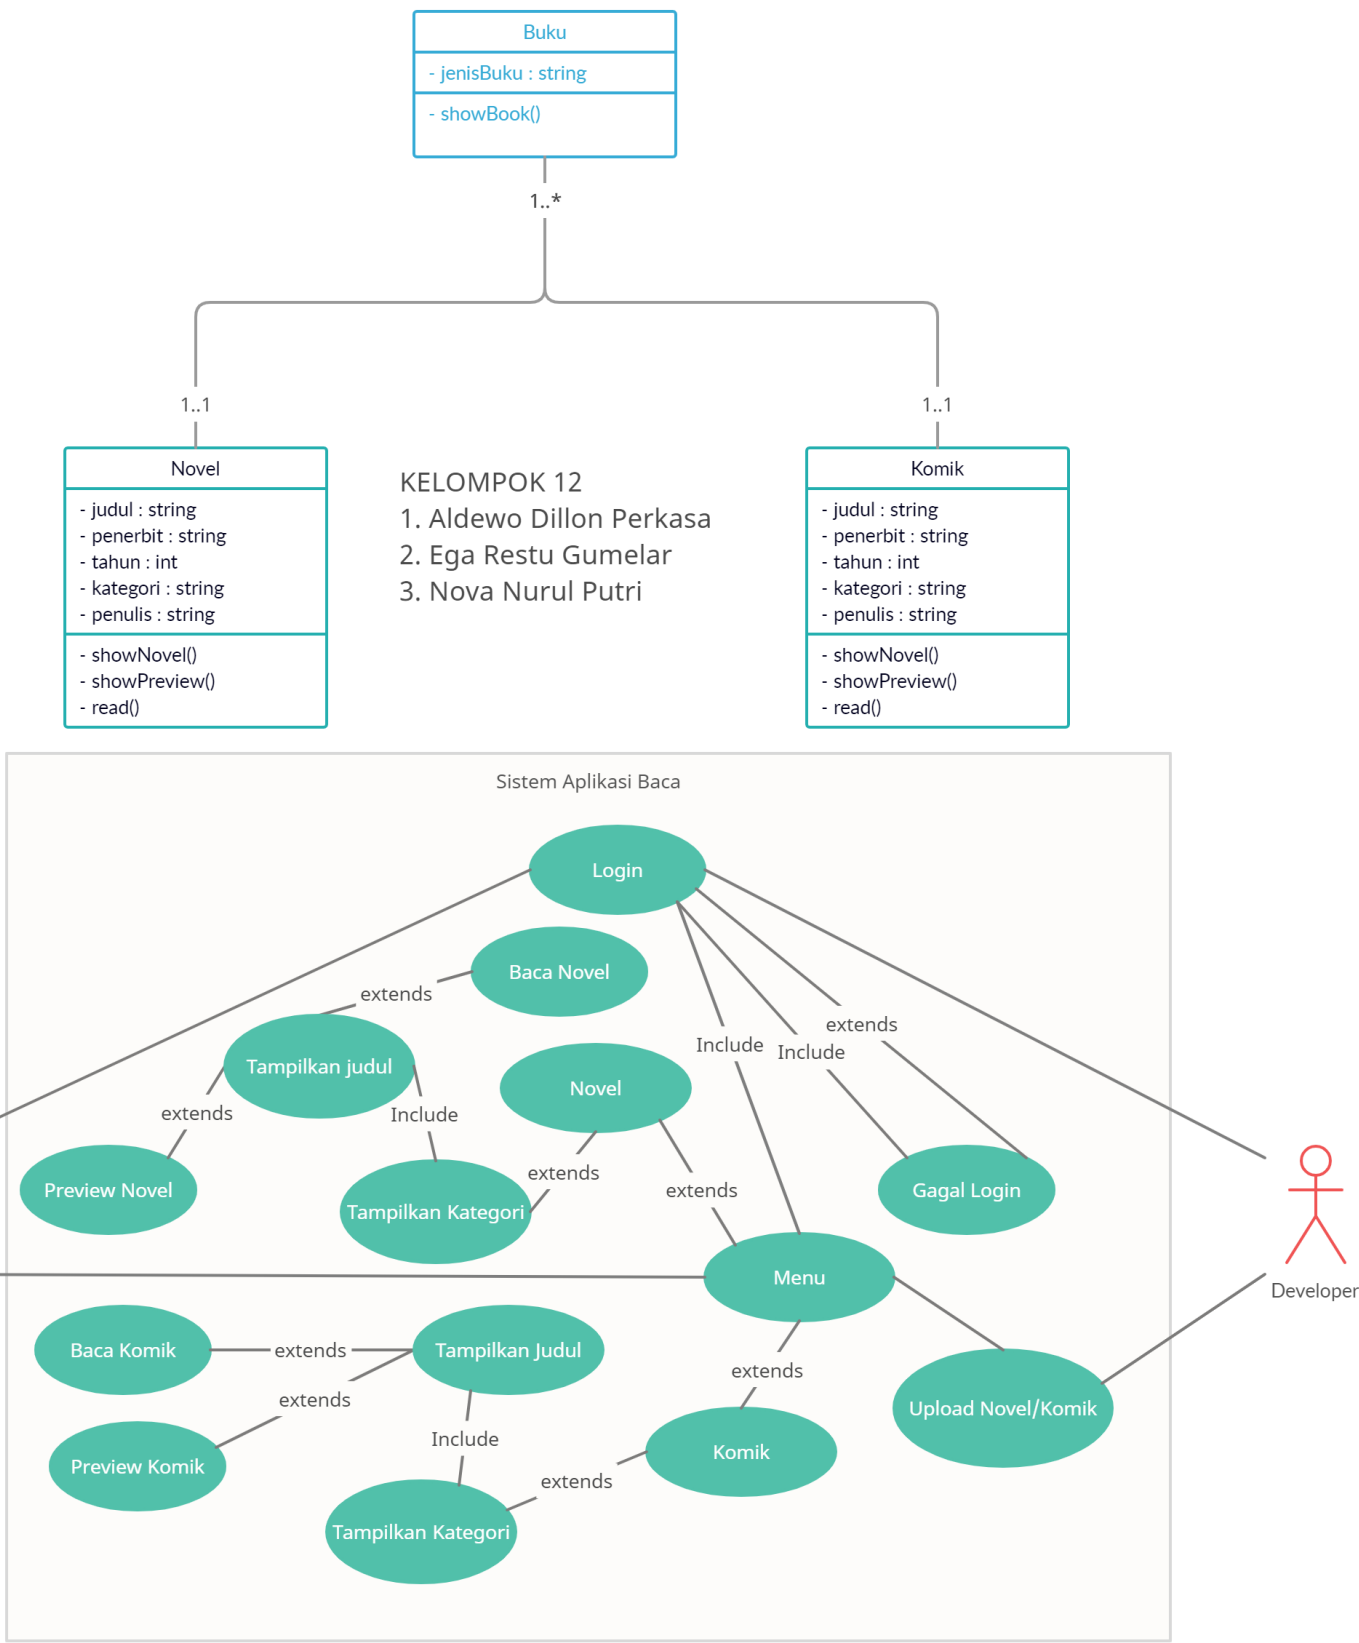 Buku
- jenisBuku : string
- showBook()
1..*
1..1
1..1
Novel
- judul : string
- penerbit : string
- tahun : int
- kategori : string
- penulis : string
- showNovel()
- showPreview()
- read()
KELOMPOK 12
1. Aldewo Dillon Perkasa
2. Ega Restu Gumelar
3. Nova Nurul Putri
Komik
- judul : string
- penerbit : string
- tahun : int
- kategori : string
- penulis : string
- showNovel()
- showPreview()
- read()
Sistem Aplikasi Baca
Login
Baca Novel
extends
extends
Include
Include
Tampilkan judul
Novel
extends
Include
extends
extends
Preview Novel
Tampilkan Kategori
Gagal Login
Menu
Developer
Baca Komik
extends
Tampilkan Judul
extends
extends
Upload Novel/Komik
Include
Komik
Preview Komik
extends
Tampilkan Kategori